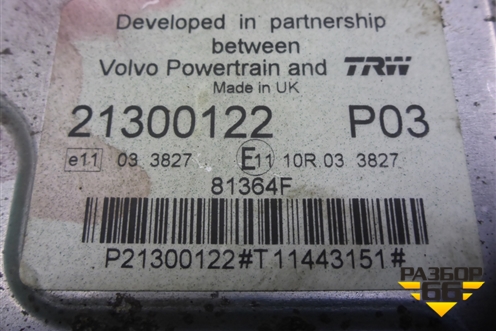 Developed in partnership
between
Volvo Powertrain and TRW
Made in UK
21300122 P03
e11 03 3827 E11 10R.03 3827
81364F
P21300122#T11443151#
РАЗБОР
66